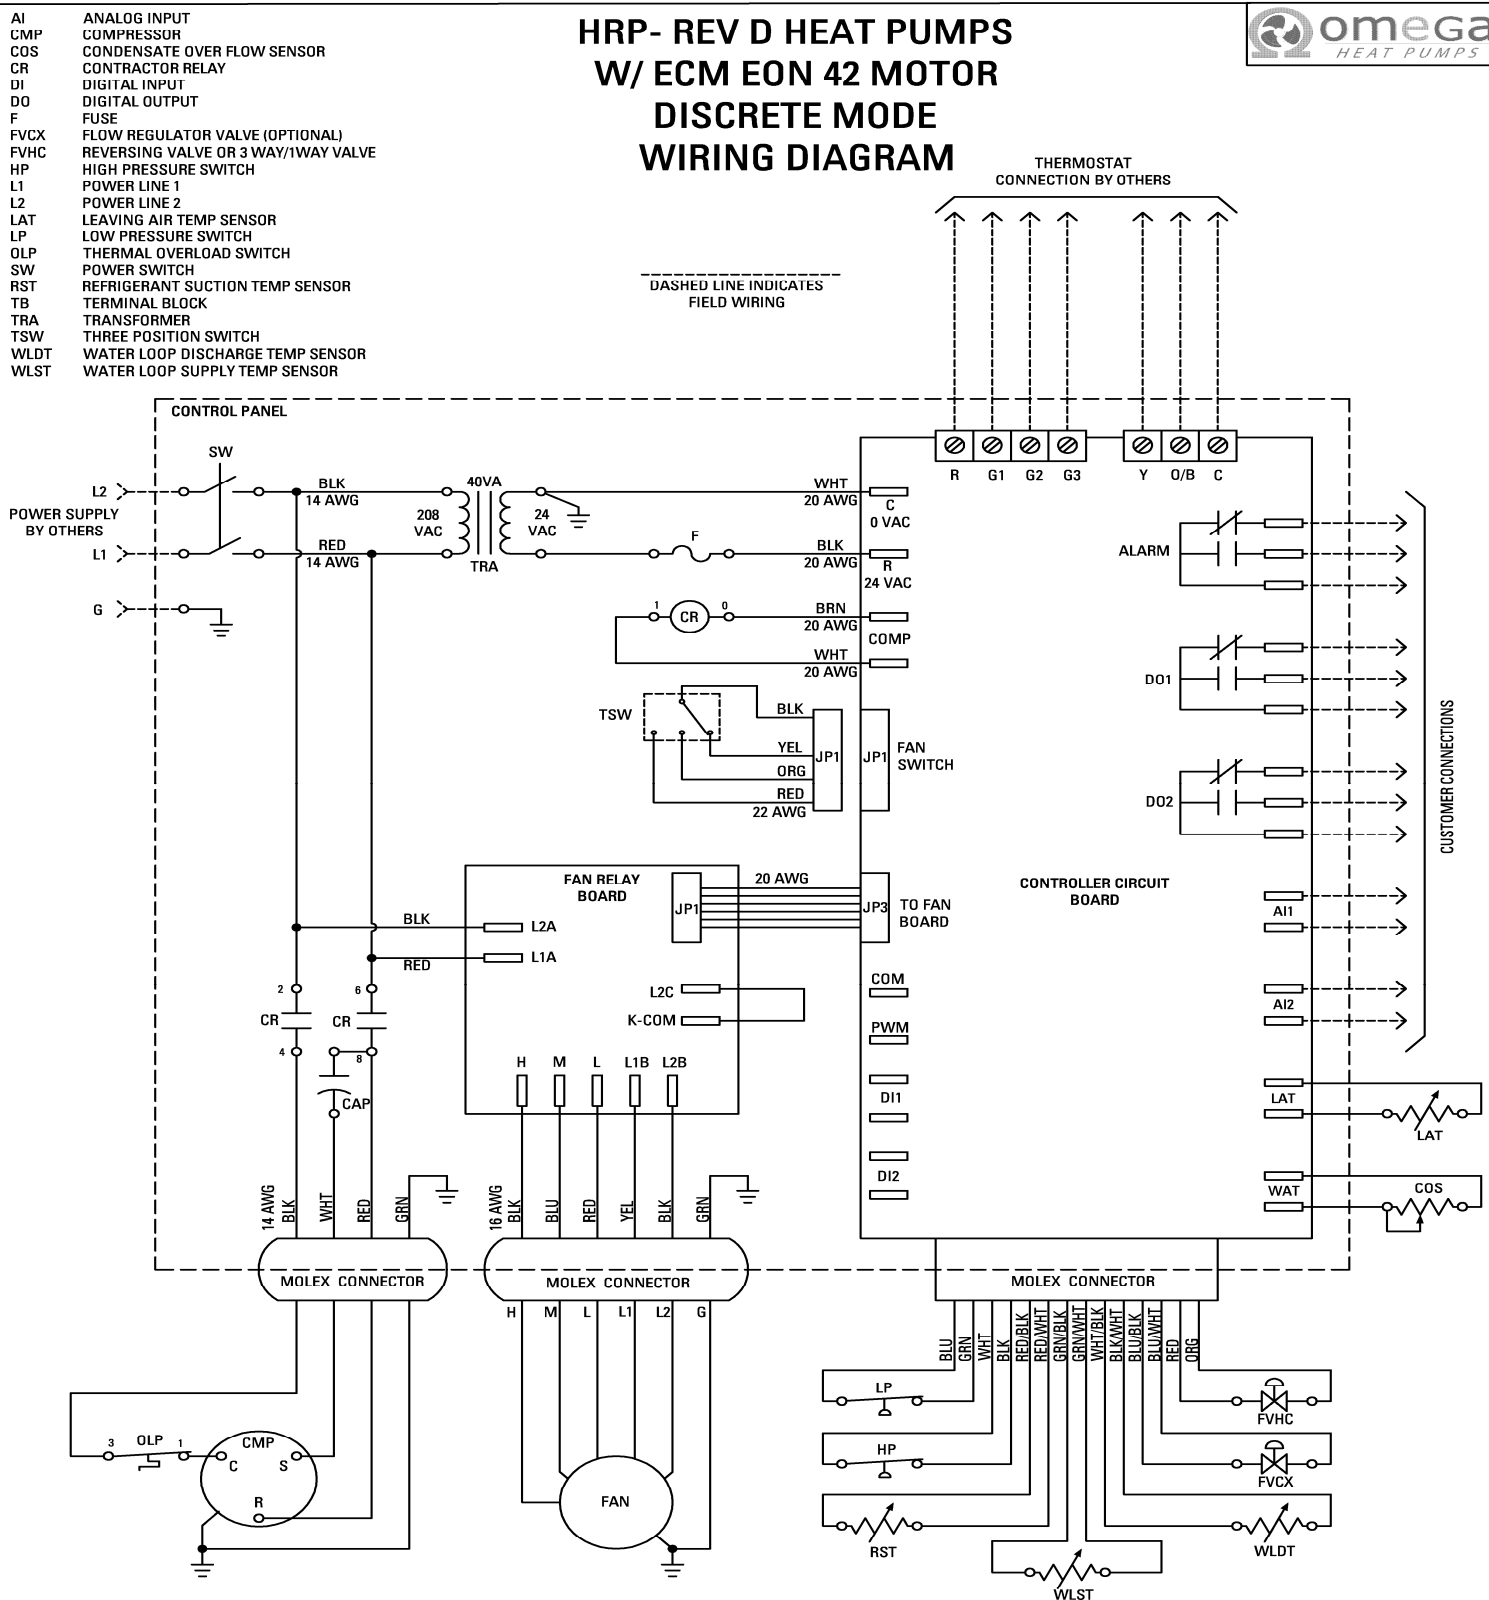 AI ANALOG INPUT
CMP COMPRESSOR
COS CONDENSATE OVER FLOW SENSOR
CR CONTRACTOR RELAY
DI DIGITAL INPUT
DO DIGITAL OUTPUT
F FUSE
FVCX FLOW REGULATOR VALVE (OPTIONAL)
FVHC REVERSING VALVE OR 3 WAY/1WAY VALVE
HP HIGH PRESSURE SWITCH
L1 POWER LINE 1
L2 POWER LINE 2
LAT LEAVING AIR TEMP SENSOR
LP LOW PRESSURE SWITCH
OLP THERMAL OVERLOAD SWITCH
SW POWER SWITCH
RST REFRIGERANT SUCTION TEMP SENSOR
TB TERMINAL BLOCK
TRA TRANSFORMER
TSW THREE POSITION SWITCH
WLDT WATER LOOP DISCHARGE TEMP SENSOR
WLST WATER LOOP SUPPLY TEMP SENSOR
HRP- REV D HEAT PUMPS
W/ ECM EON 42 MOTOR
DISCRETE MODE
WIRING DIAGRAM
omeGa
HEAT PUMPS
THERMOSTAT
CONNECTION BY OTHERS
DASHED LINE INDICATES
FIELD WIRING
CONTROL PANEL
R G1 G2 G3 Y O/B C
SW
L2
POWER SUPPLY
BY OTHERS
L1
G
BLK
14 AWG
RED
14 AWG
40VA
208
VAC
24
VAC
TRA
F
WHT
20 AWG
C
0 VAC
BLK
20 AWG
R
24 VAC
1 CR 0
BRN
20 AWG
COMP
WHT
20 AWG
TSW
BLK
YEL
ORG
RED
22 AWG
JP1
JP1
FAN
SWITCH
ALARM
DO1
DO2
CUSTOMER CONNECTIONS
CONTROLLER CIRCUIT
BOARD
FAN RELAY
BOARD
JP1
20 AWG
JP3
TO FAN
BOARD
BLK
L2A
RED
L1A
L2C
K-COM
H M L L1B L2B
2
6
CR
CR
4
8
CAP
COM
PWM
DI1
DI2
AI1
AI2
LAT
LAT
WAT
COS
14 AWG
BLK
WHT
RED
GRN
16 AWG
BLK
BLU
RED
YEL
BLK
GRN
MOLEX CONNECTOR
MOLEX CONNECTOR
MOLEX CONNECTOR
H M L L1 L2 G
BLU
GRN
WHT
BLK
RED/BLK
RED/WHT
GRN/BLK
GRN/WHT
WHT/BLK
BLK/WHT
BLU/BLK
BLU/WHT
RED
ORG
3 OLP 1
CMP
C S
R
FAN
LP
HP
RST
WLST
FVHC
FVCX
WLDT